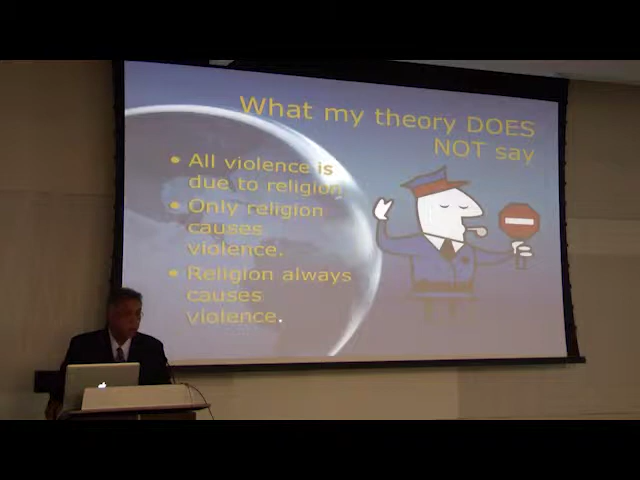 What my theory DOES
NOT say
• All violence is
due to religion
• Only religion
causes
violence.
• Religion always
causes
violence.